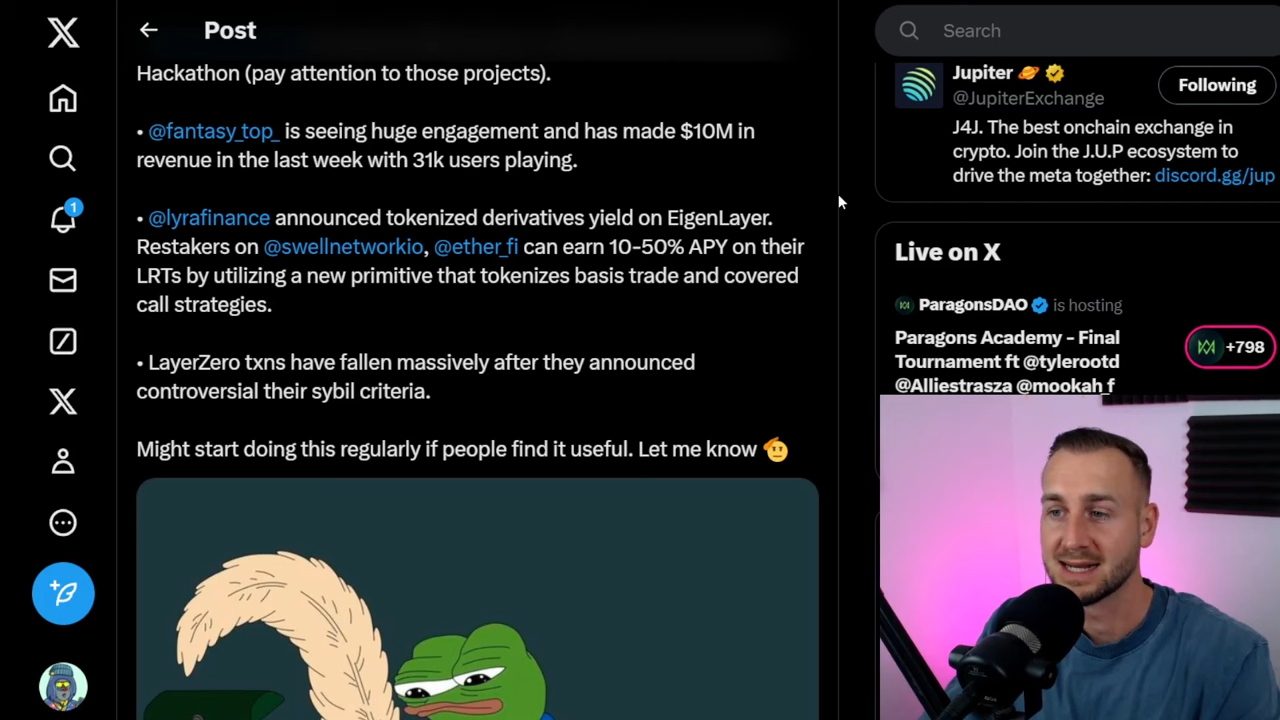 Post
Search
Hackathon (pay attention to those projects).
• @fantasy_top_ is seeing huge engagement and has made $10M in
revenue in the last week with 31k users playing.
• @lyrafinance announced tokenized derivatives yield on EigenLayer.
Restakers on @swellnetworkio, @ether_fi can earn 10-50% APY on their
LRTs by utilizing a new primitive that tokenizes basis trade and covered
call strategies.
• LayerZero txns have fallen massively after they announced
controversial their sybil criteria.
Might start doing this regularly if people find it useful. Let me know 🫡
Jupiter 🪐
Following
@JupiterExchange
J4J. The best onchain exchange in
crypto. Join the J.U.P ecosystem to
drive the meta together: discord.gg/jup
Live on X
ParagonsDAO is hosting
Paragons Academy - Final
Tournament ft @tylerootd
@Alliestrasza @mookah_f
+798
1